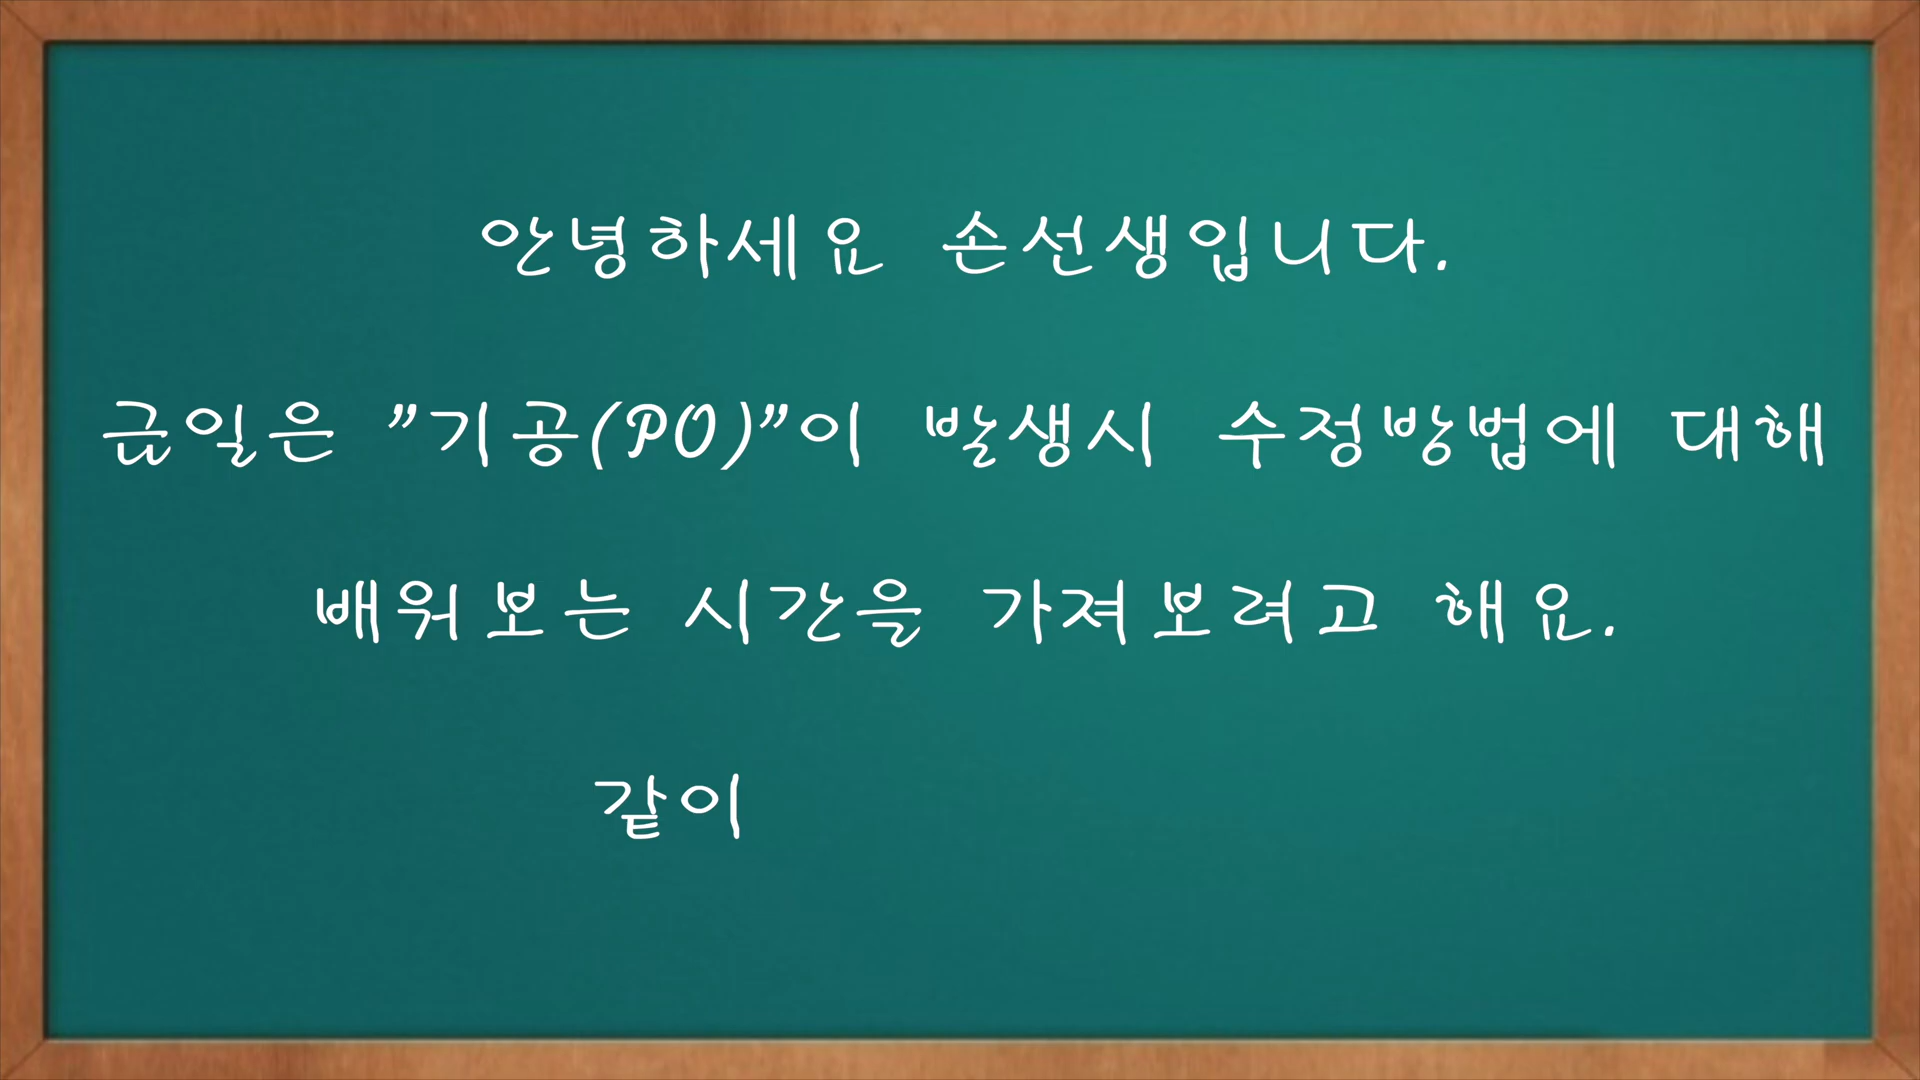 안녕하세요 손선생입니다.
금일은 "기공(PO)"이 발생시 수정방법에 대해
배워보는 시간을 가져보려고 해요.
같이